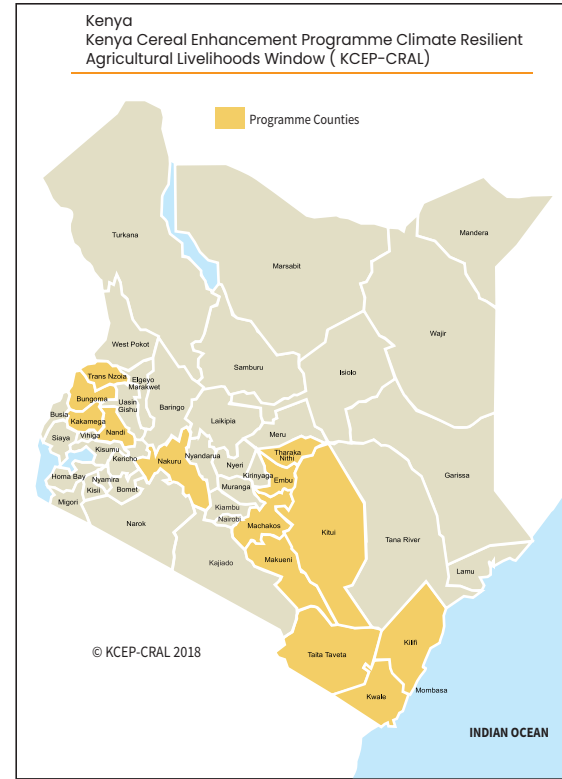 Kenya
Kenya Cereal Enhancement Programme Climate Resilient
Agricultural Livelihoods Window ( KCEP-CRAL)
Programme Counties
Turkana
Mandera
Marsabit
Wajir
West Pokot
Samburu
Isiolo
Trans Nzoia
Elgeyo
Marakwet
Bungoma
Uasin
Gishu
Baringo
Busia
Kakamega
Laikipia
Siaya
Vihiga
Nandi
Meru
Kisumu
Nyandarua
Tharaka
Nithi
Kericho
Nakuru
Nyeri
Garissa
Homa Bay
Nyamira
Kirinyaga
Embu
Kisii
Bomet
Muranga
Migori
Kiambu
Narok
Nairobi
Machakos
Kitui
Tana River
Makueni
Kajiado
Lamu
Kilifi
© KCEP-CRAL 2018
Taita Taveta
Mombasa
Kwale
INDIAN OCEAN